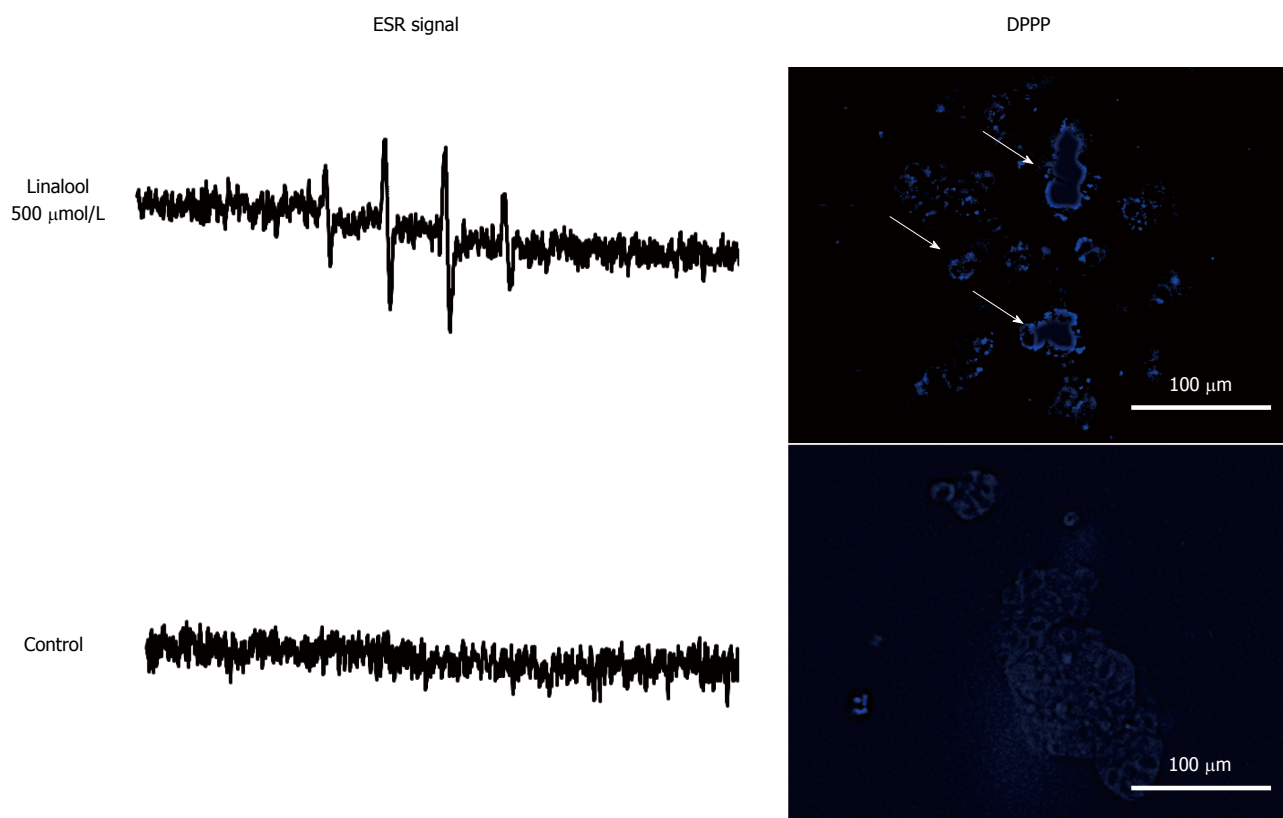 ESR signal
DPPP
Linalool
500 μmol/L
100 μm
Control
100 μm